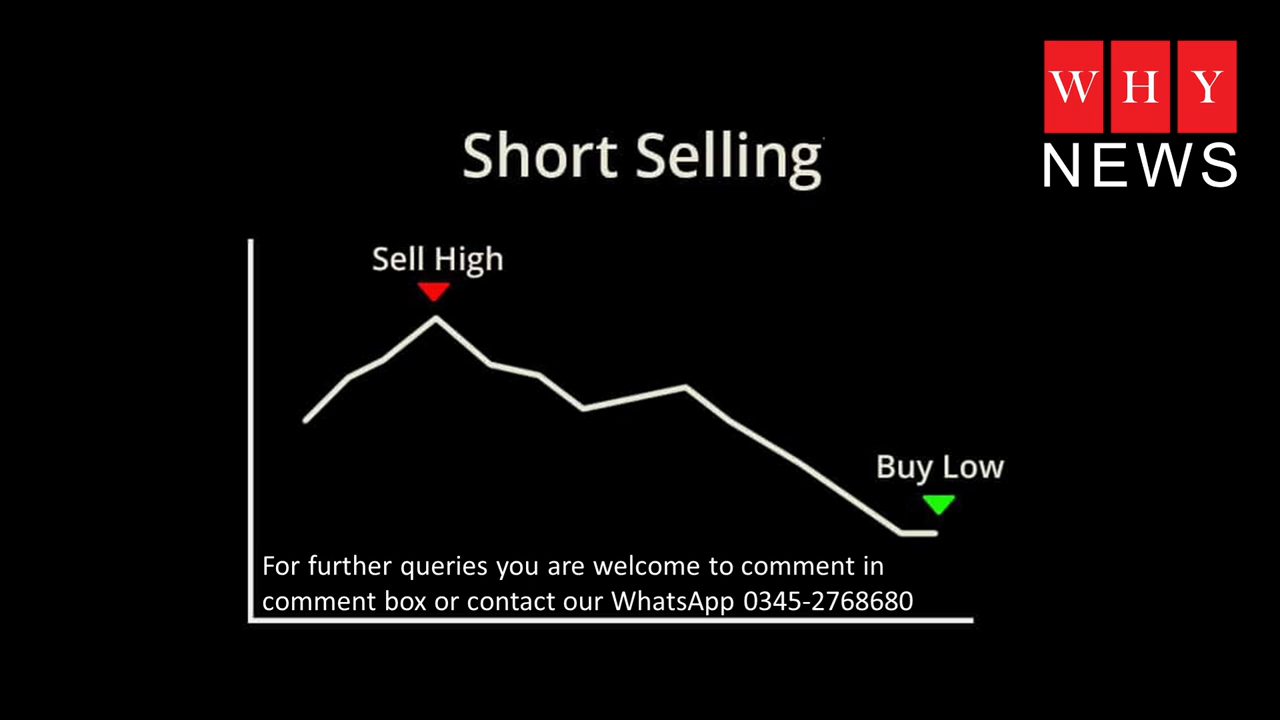 WHY
NEWS
Short Selling
Sell High
Buy Low
For further queries you are welcome to comment in
comment box or contact our WhatsApp 0345-2768680